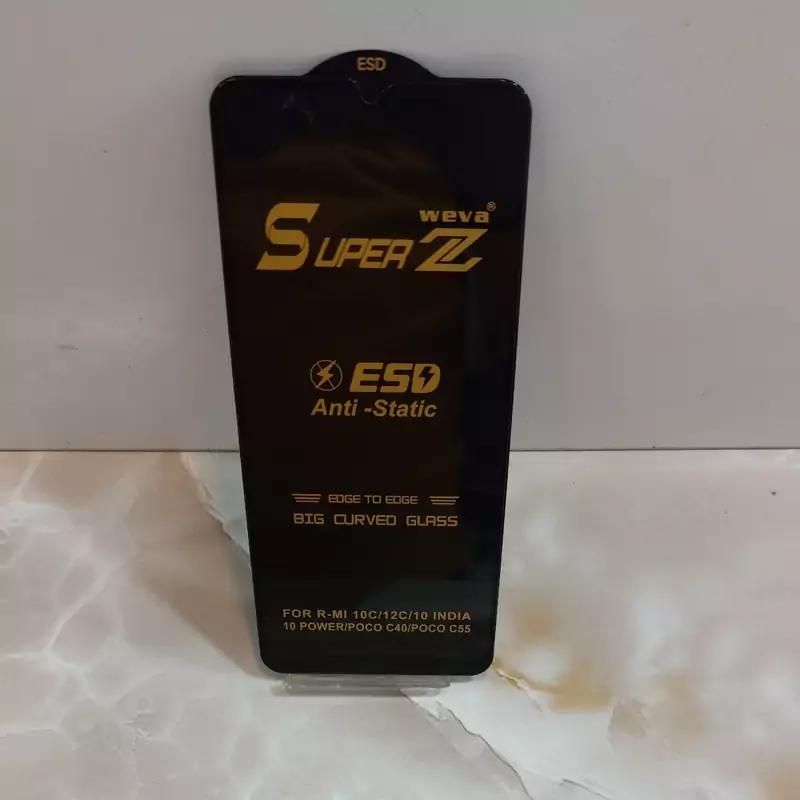 ESD
weva®
SUPER Z
ESD
Anti -Static
EDGE TO EDGE
BIG CURVED GLASS
FOR R-MI 10C/12C/10 INDIA
10 POWER/POCO C40/POCO C55